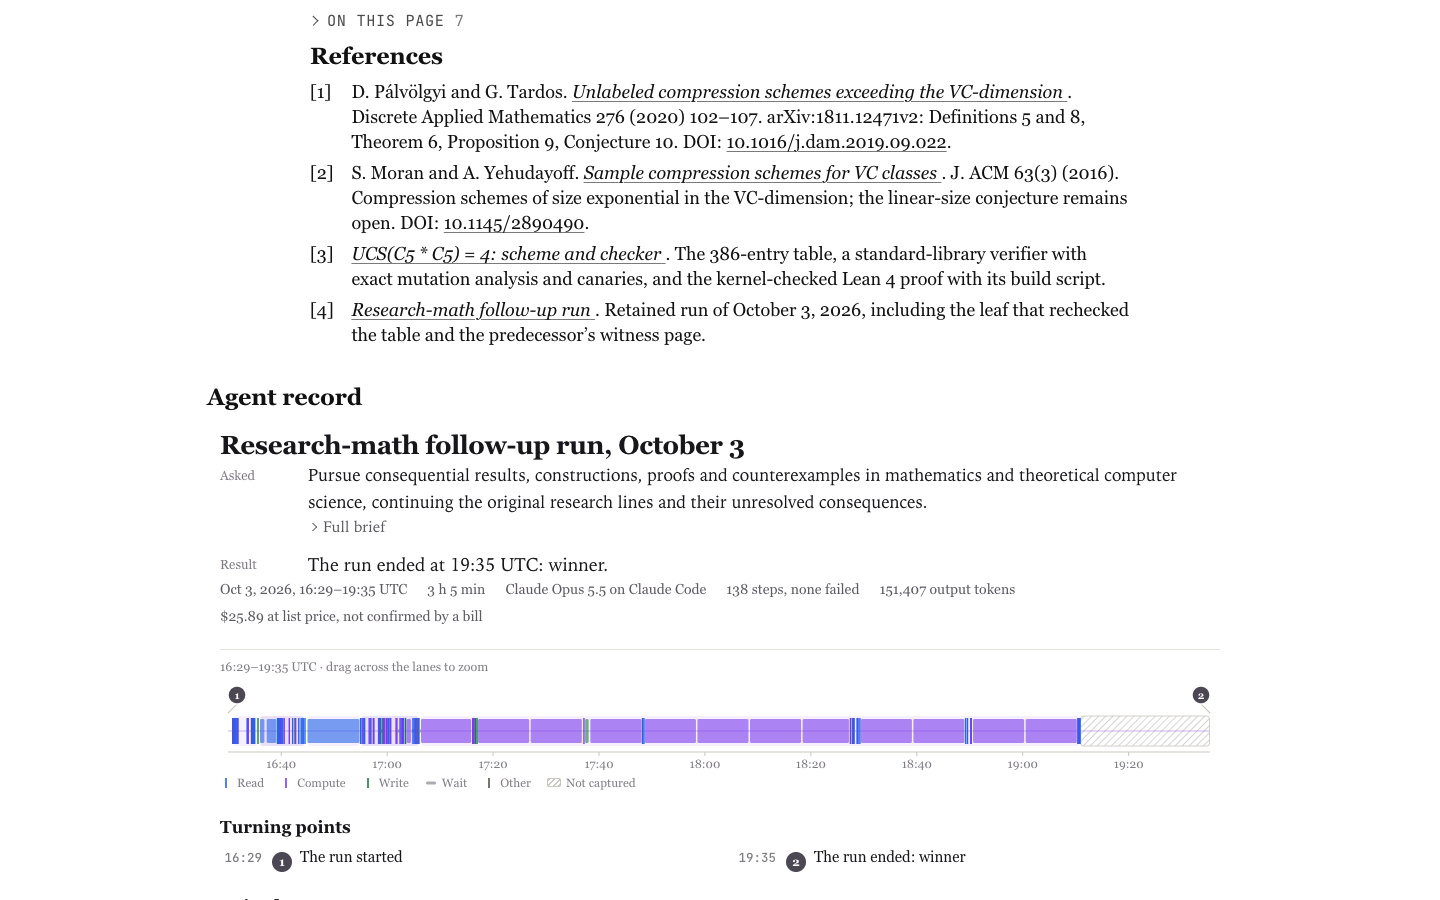 ON THIS PAGE 7
References
[1] D. Pálvölgyi and G. Tardos. Unlabeled compression schemes exceeding the VC-dimension .
Discrete Applied Mathematics 276 (2020) 102–107. arXiv:1811.12471v2: Definitions 5 and 8,
Theorem 6, Proposition 9, Conjecture 10. DOI: 10.1016/j.dam.2019.09.022.
[2] S. Moran and A. Yehudayoff. Sample compression schemes for VC classes . J. ACM 63(3) (2016).
Compression schemes of size exponential in the VC-dimension; the linear-size conjecture remains
open. DOI: 10.1145/2890490.
[3] UCS(C5 * C5) = 4: scheme and checker . The 386-entry table, a standard-library verifier with
exact mutation analysis and canaries, and the kernel-checked Lean 4 proof with its build script.
[4] Research-math follow-up run . Retained run of October 3, 2026, including the leaf that rechecked
the table and the predecessor’s witness page.
Agent record
Research-math follow-up run, October 3
Asked Pursue consequential results, constructions, proofs and counterexamples in mathematics and theoretical computer
science, continuing the original research lines and their unresolved consequences.
Full brief
Result The run ended at 19:35 UTC: winner.
Oct 3, 2026, 16:29–19:35 UTC 3 h 5 min Claude Opus 5.5 on Claude Code 138 steps, none failed 151,407 output tokens
$25.89 at list price, not confirmed by a bill
16:29–19:35 UTC · drag across the lanes to zoom
1 2
16:40 17:00 17:20 17:40 18:00 18:20 18:40 19:00 19:20
Read Compute Write Wait Other Not captured
Turning points
16:29 1 The run started 19:35 2 The run ended: winner